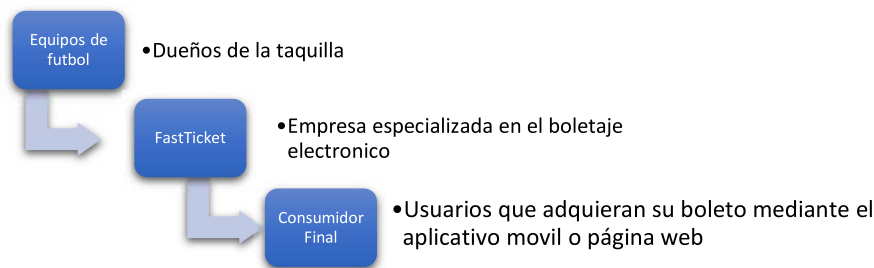 Equipos de
futbol
•Dueños de la taquilla
FastTicket
•Empresa especializada en el boletaje
electronico
Consumidor
Final
•Usuarios que adquieran su boleto mediante el
aplicativo movil o página web